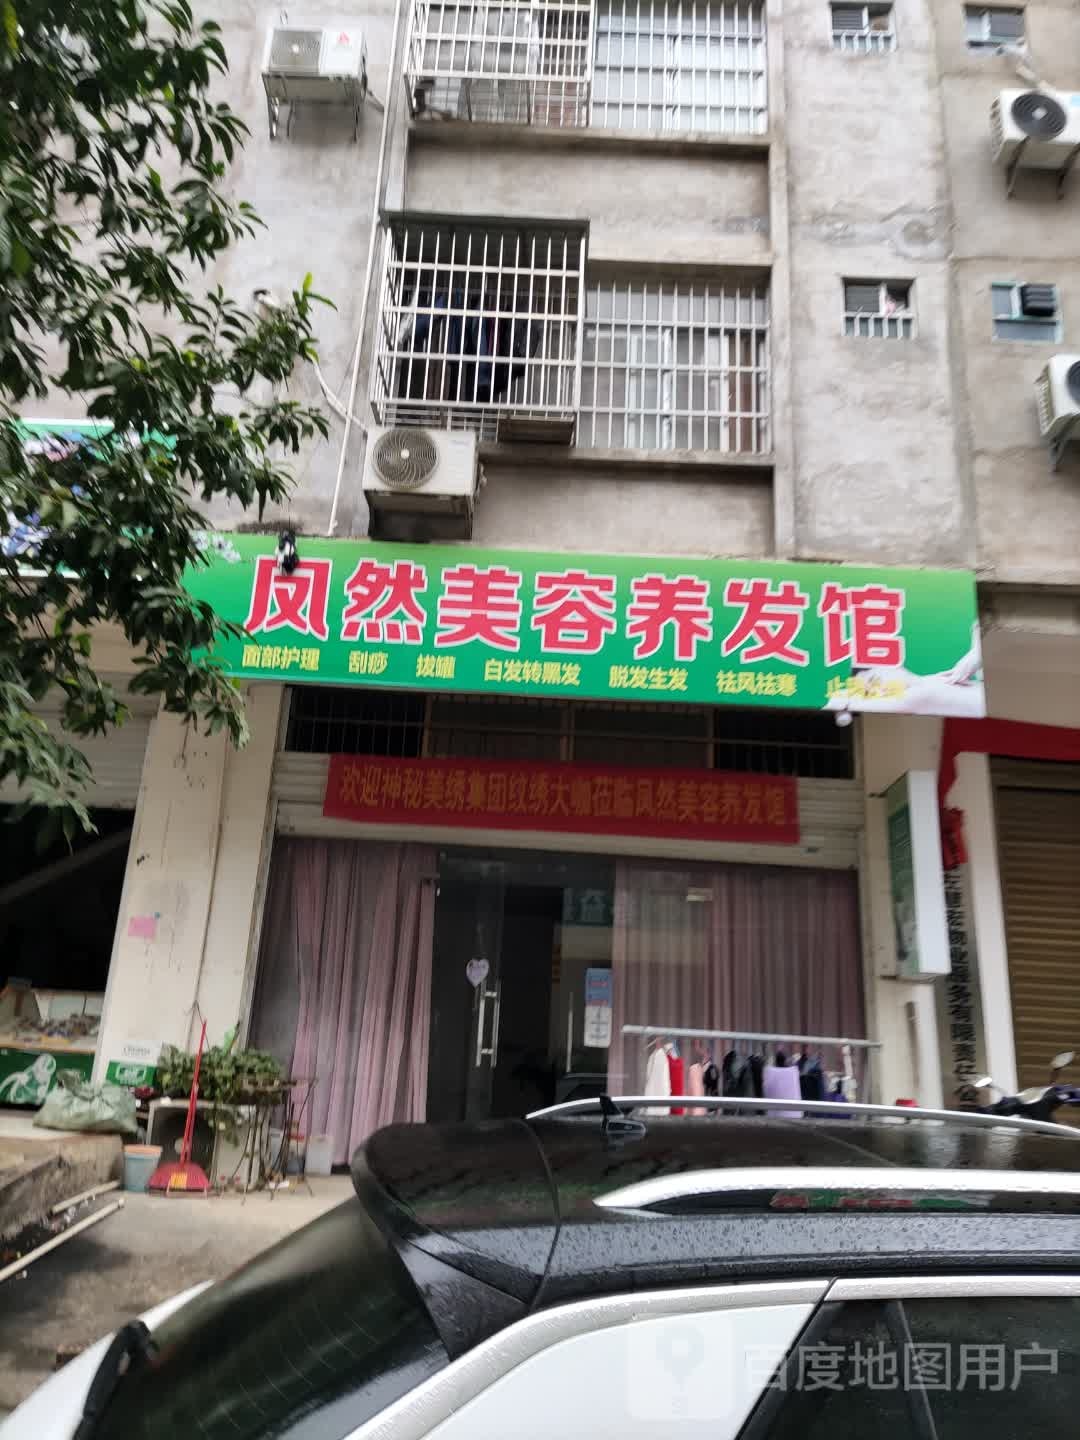 凤然美容养发馆
面部护理 刮痧 拔罐 白发转黑发 脱发生发 祛风祛寒
欢迎神秘美绣集团纹绣大咖莅临凤然美容养发馆
百度地图用户